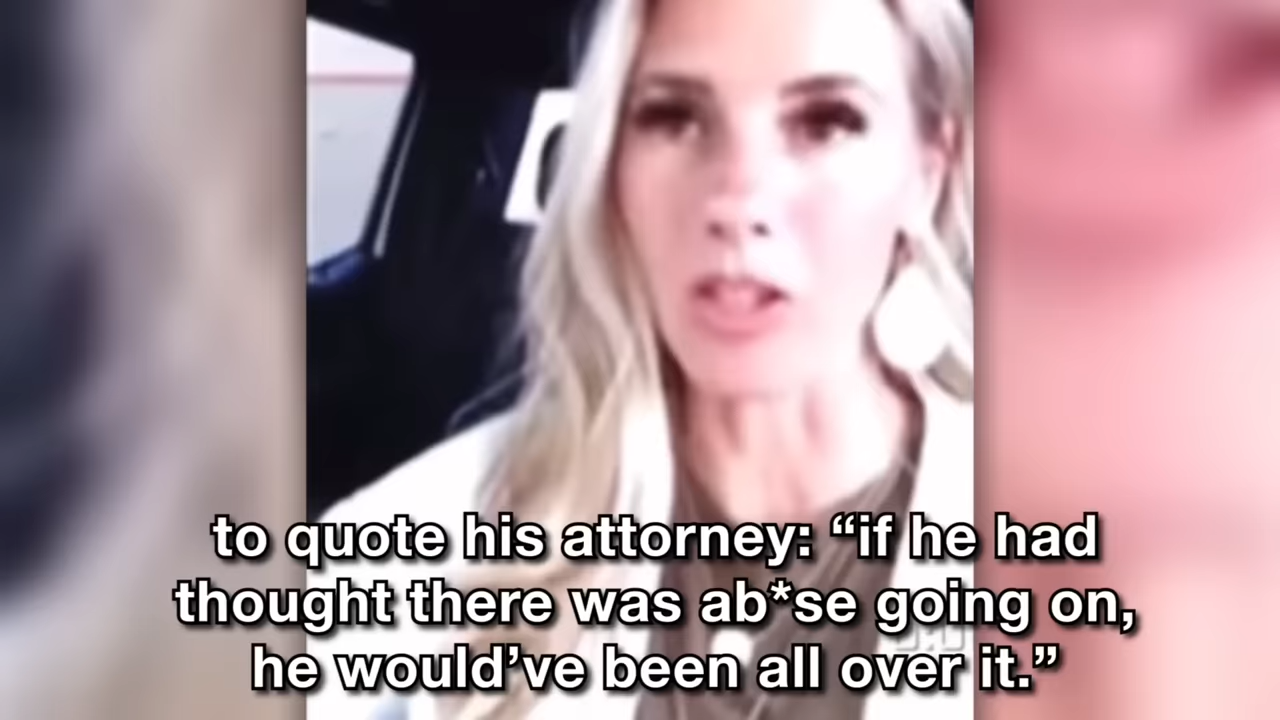 to quote his attorney: “if he had
thought there was ab*se going on,
he would’ve been all over it.”